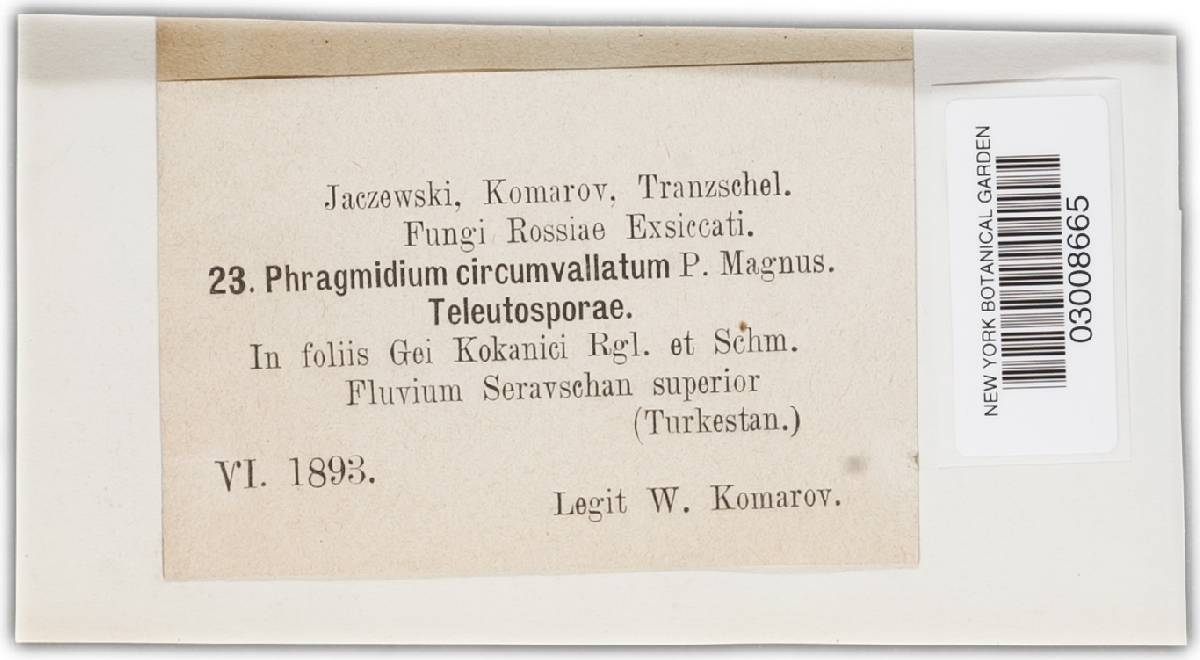 Jaczewski, Komarov, Tranzschel.
Fungi Rossiae Exsiccati.
23. Phragmidium circumvallatum P. Magnus.
Teleutosporae.
In foliis Gei Kokanici Rgl. et Schm.
Fluvium Seravschan superior
(Turkestan.)
VI. 1893.
Legit W. Komarov.
NEW YORK BOTANICAL GARDEN
03008665